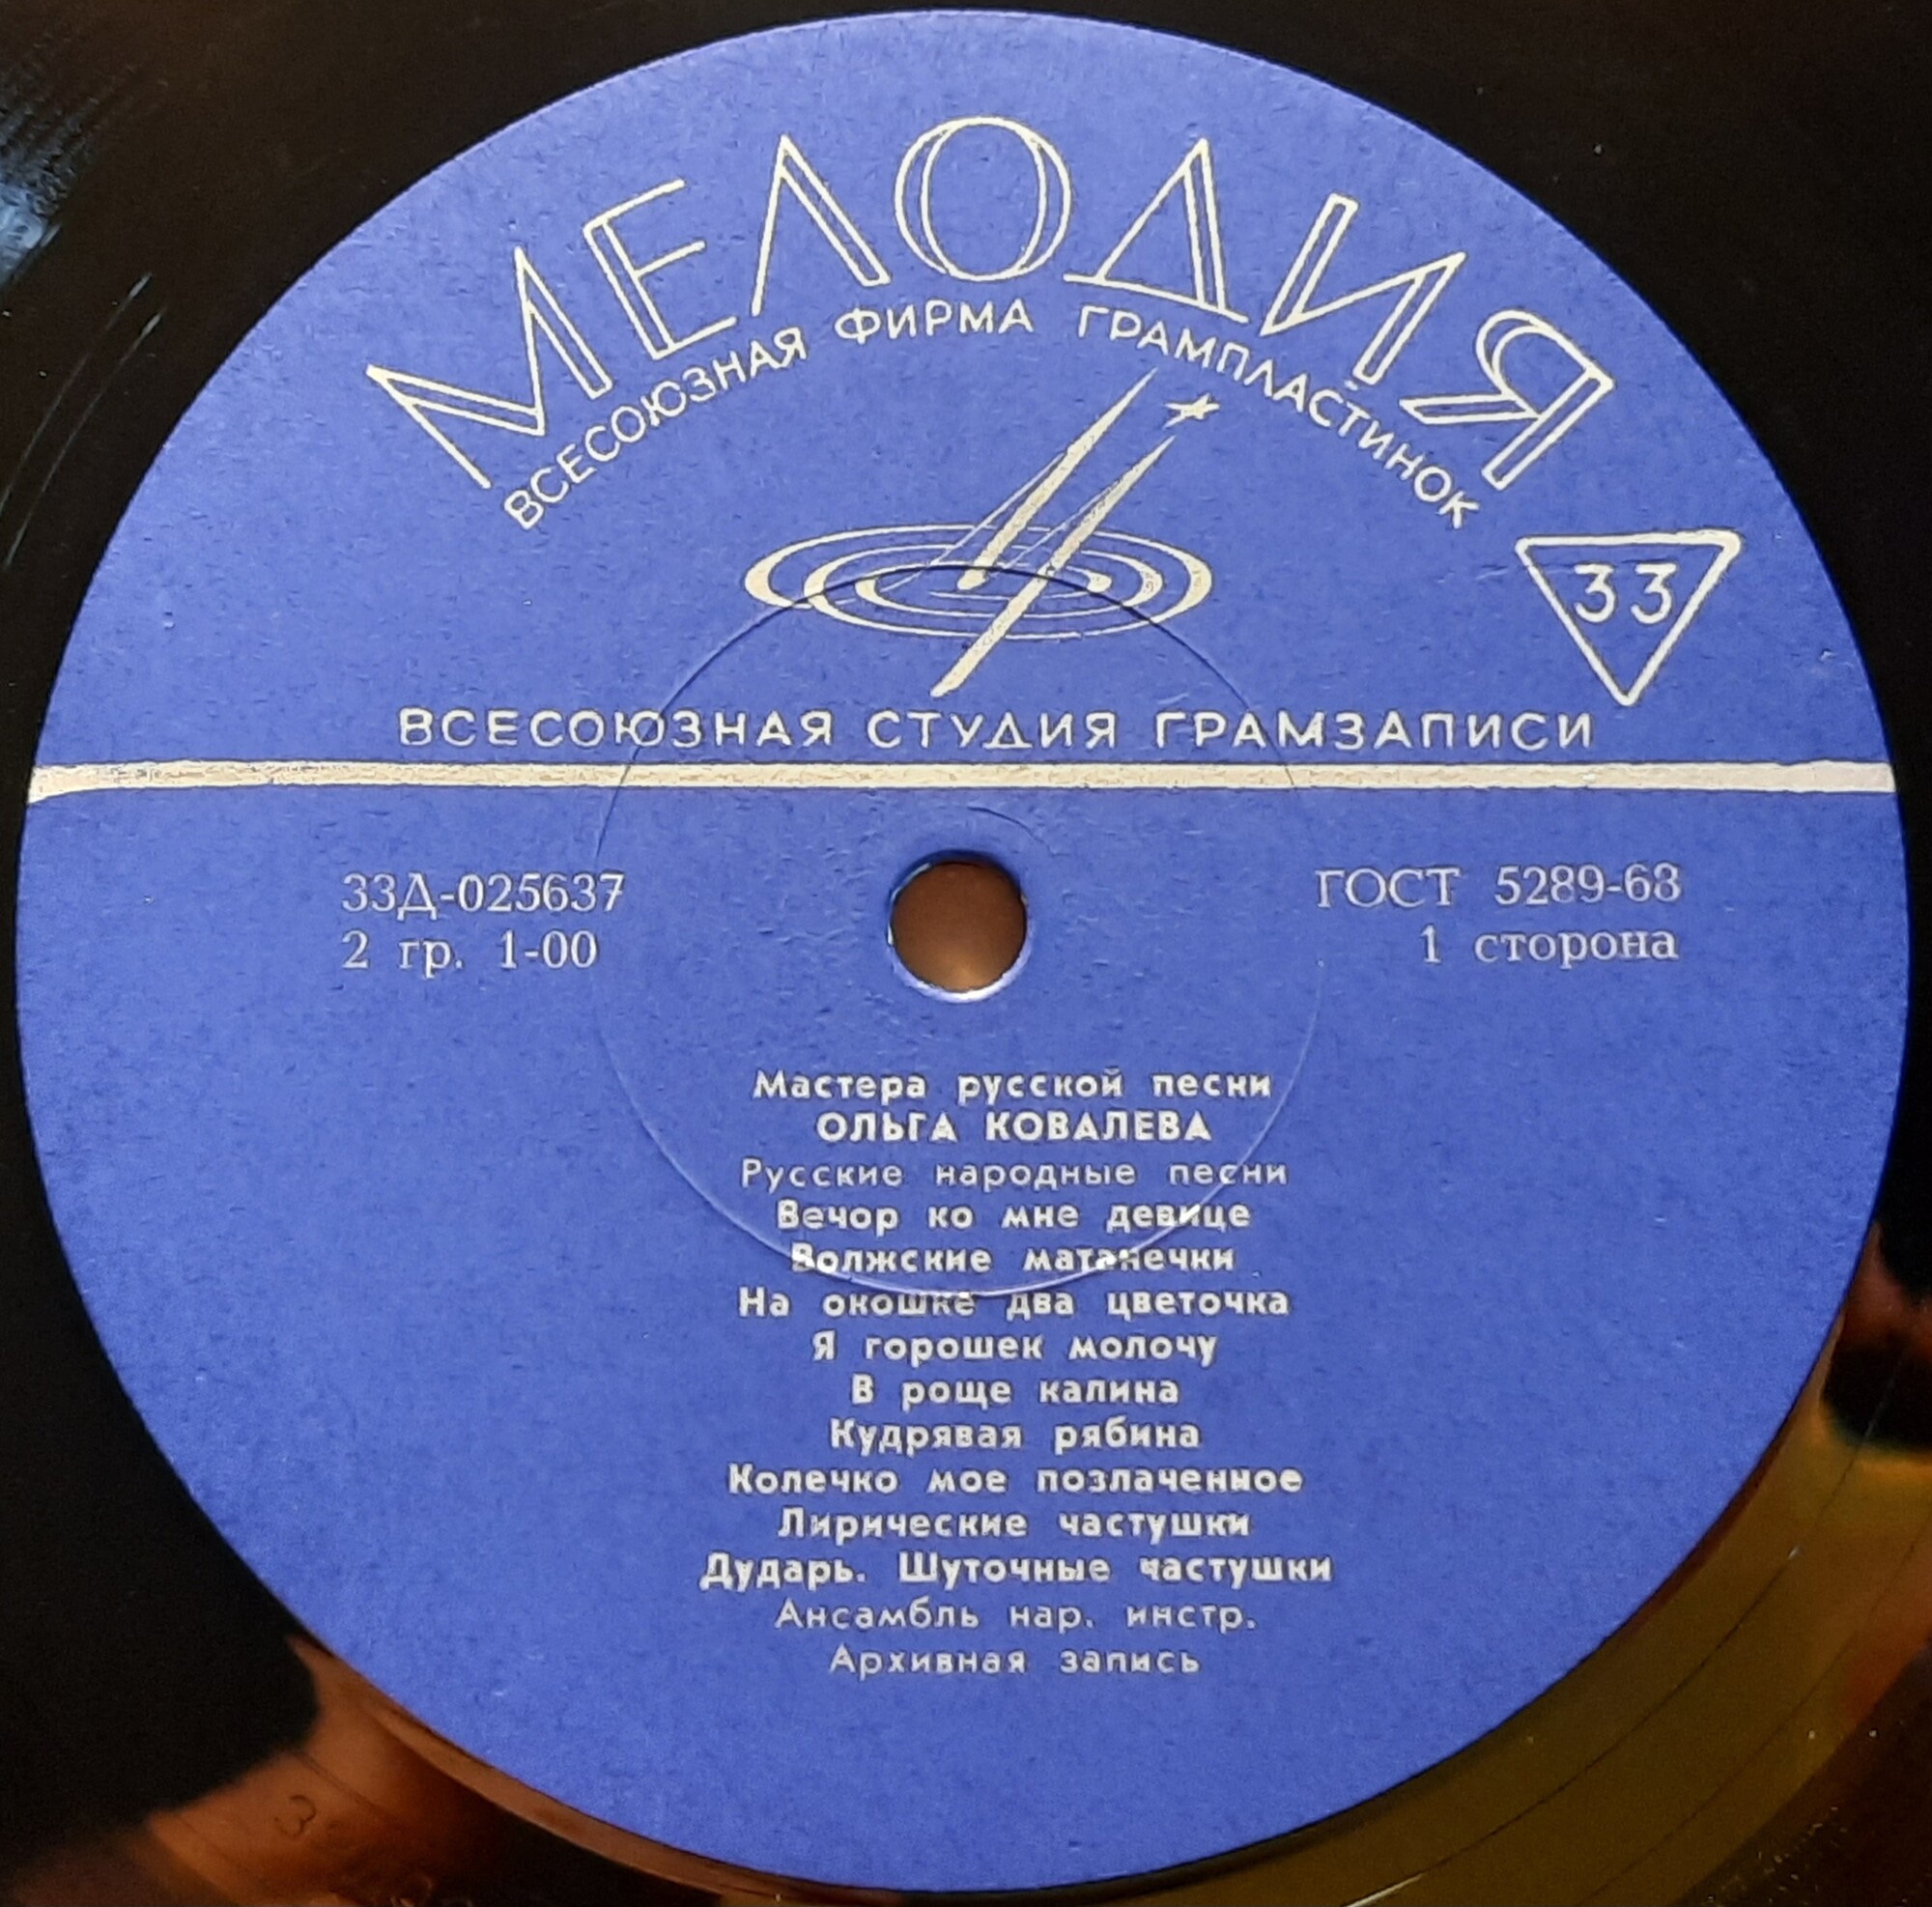 МЕЛОДИЯ
ВСЕСОЮЗНАЯ ФИРМА ГРАМПЛАСТИНОК
33
ВСЕСОЮЗНАЯ СТУДИЯ ГРАМЗАПИСИ
33Д-025637
2 гр. 1-00
ГОСТ 5289-68
1 сторона
Мастера русской песни
ОЛЬГА КОВАЛЕВА
Русские народные песни
Вечор ко мне девице
Волжские матанечки
На окошке два цветочка
Я горошек молочу
В роще калина
Кудрявая рябина
Колечко мое позлаченное
Лирические частушки
Дударь. Шуточные частушки
Ансамбль нар. инстр.
Архивная запись